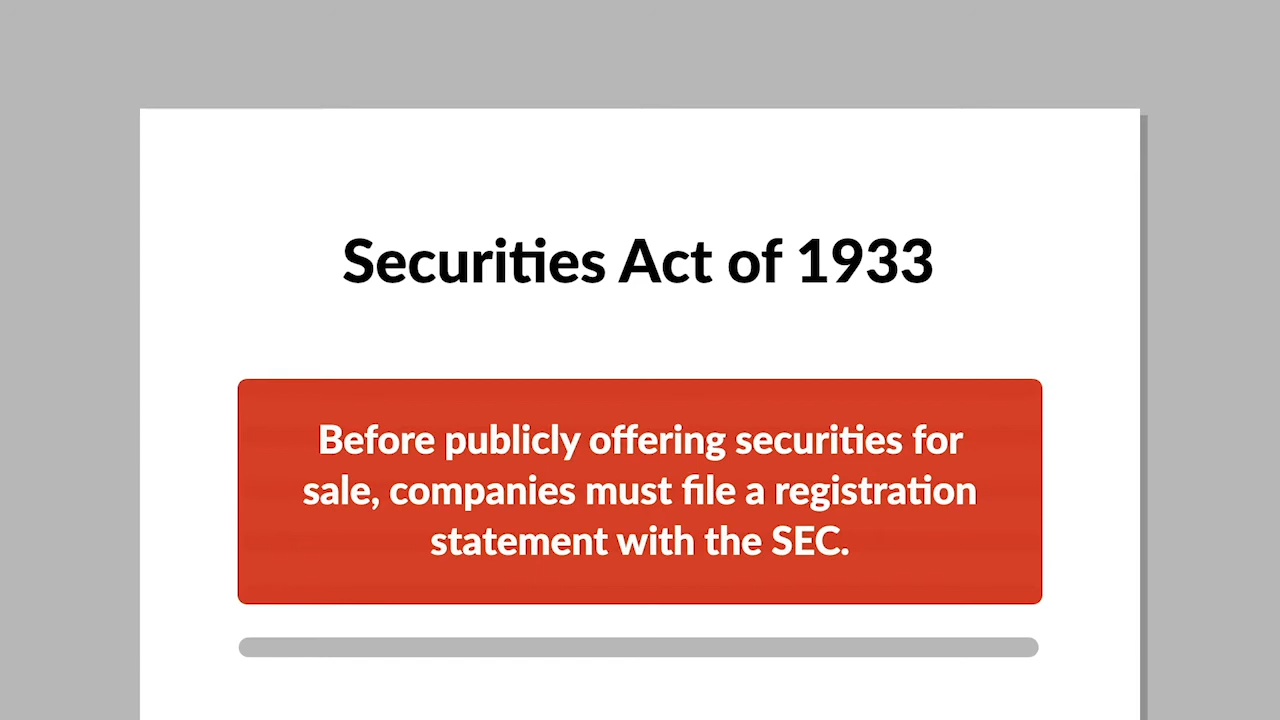 Securities Act of 1933
Before publicly offering securities for
sale, companies must file a registration
statement with the SEC.